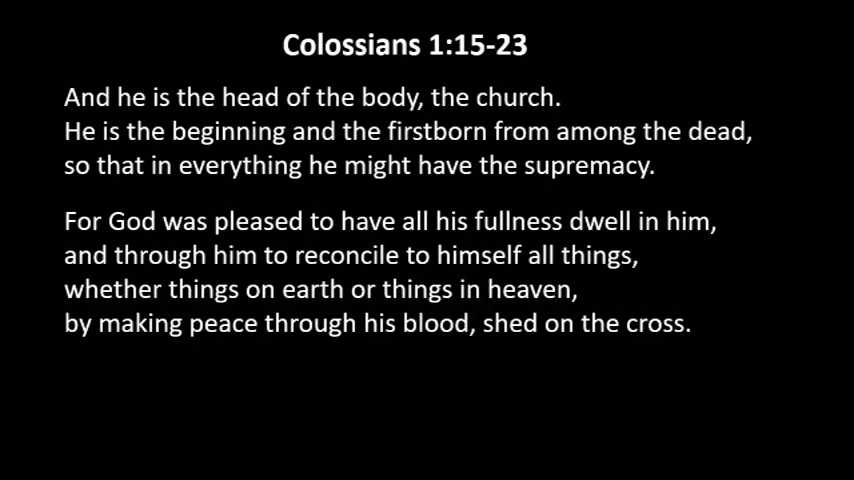 Colossians 1:15-23
And he is the head of the body, the church.
He is the beginning and the firstborn from among the dead,
so that in everything he might have the supremacy.
For God was pleased to have all his fullness dwell in him,
and through him to reconcile to himself all things,
whether things on earth or things in heaven,
by making peace through his blood, shed on the cross.